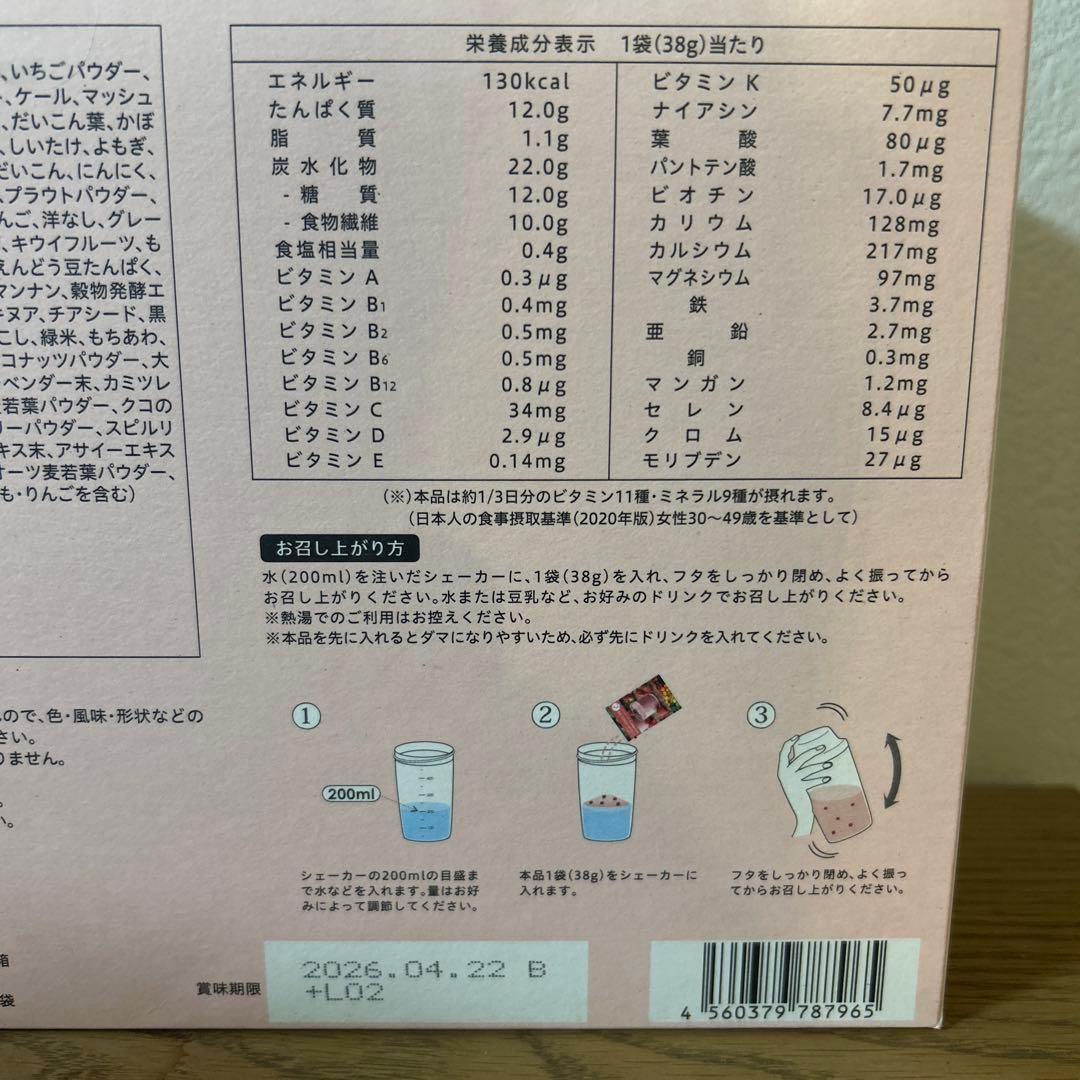 、いちごパウダー、
、ケール、マッシュ
、だいこん葉、かぼ
、しいたけ、よもぎ、
だいこん、にんにく、
スプラウトパウダー、
んご、洋なし、グレー
、キウイフルーツ、も
えんどう豆たんぱく、
マンナン、穀物発酵エ
キヌア、チアシード、黒
こし、緑米、もちあわ、
ココナッツパウダー、大
ベンダー末、カミツレ
若葉パウダー、クコの
リーパウダー、スピルリ
キス末、アサイーエキス
オーツ麦若葉パウダー、
も・りんごを含む)
栄養成分表示 1袋(38g)当たり
エネルギー 130kcal
たんぱく質 12.0g
脂質 1.1g
炭水化物 22.0g
- 糖質 12.0g
- 食物繊維 10.0g
食塩相当量 0.4g
ビタミン A 0.3μg
ビタミン B1 0.4mg
ビタミン B2 0.5mg
ビタミン B6 0.5mg
ビタミン B12 0.8μg
ビタミン C 34mg
ビタミン D 2.9μg
ビタミン E 0.14mg
ビタミン K 50μg
ナイアシン 7.7mg
葉酸 80μg
パントテン酸 1.7mg
ビオチン 17.0μg
カリウム 128mg
カルシウム 217mg
マグネシウム 97mg
鉄 3.7mg
亜鉛 2.7mg
銅 0.3mg
マンガン 1.2mg
セレン 8.4μg
クロム 15μg
モリブデン 27μg
(※)本品は約1/3日分のビタミン11種・ミネラル9種が摂れます。
(日本人の食事摂取基準(2020年版)女性30〜49歳を基準として)
お召し上がり方
水(200ml)を注いだシェーカーに、1袋(38g)を入れ、フタをしっかり閉め、よく振ってから
お召し上がりください。水または豆乳など、お好みのドリンクでお召し上がりください。
※熱湯でのご利用はお控えください。
※本品を先に入れるとダマになりやすいため、必ず先にドリンクを入れてください。
ので、色・風味・形状などの
さい。
りません。
。
い。
① ② ③
200ml
シェーカーの200mlの目盛ま
で水などを入れます。量はお好
みによって調節してください。
本品1袋(38g)をシェーカーに
入れます。
フタをしっかり閉め、よく振っ
てからお召し上がりください。
箱
袋
賞味期限
2026.04.22 B
+L02
4 560379 787965